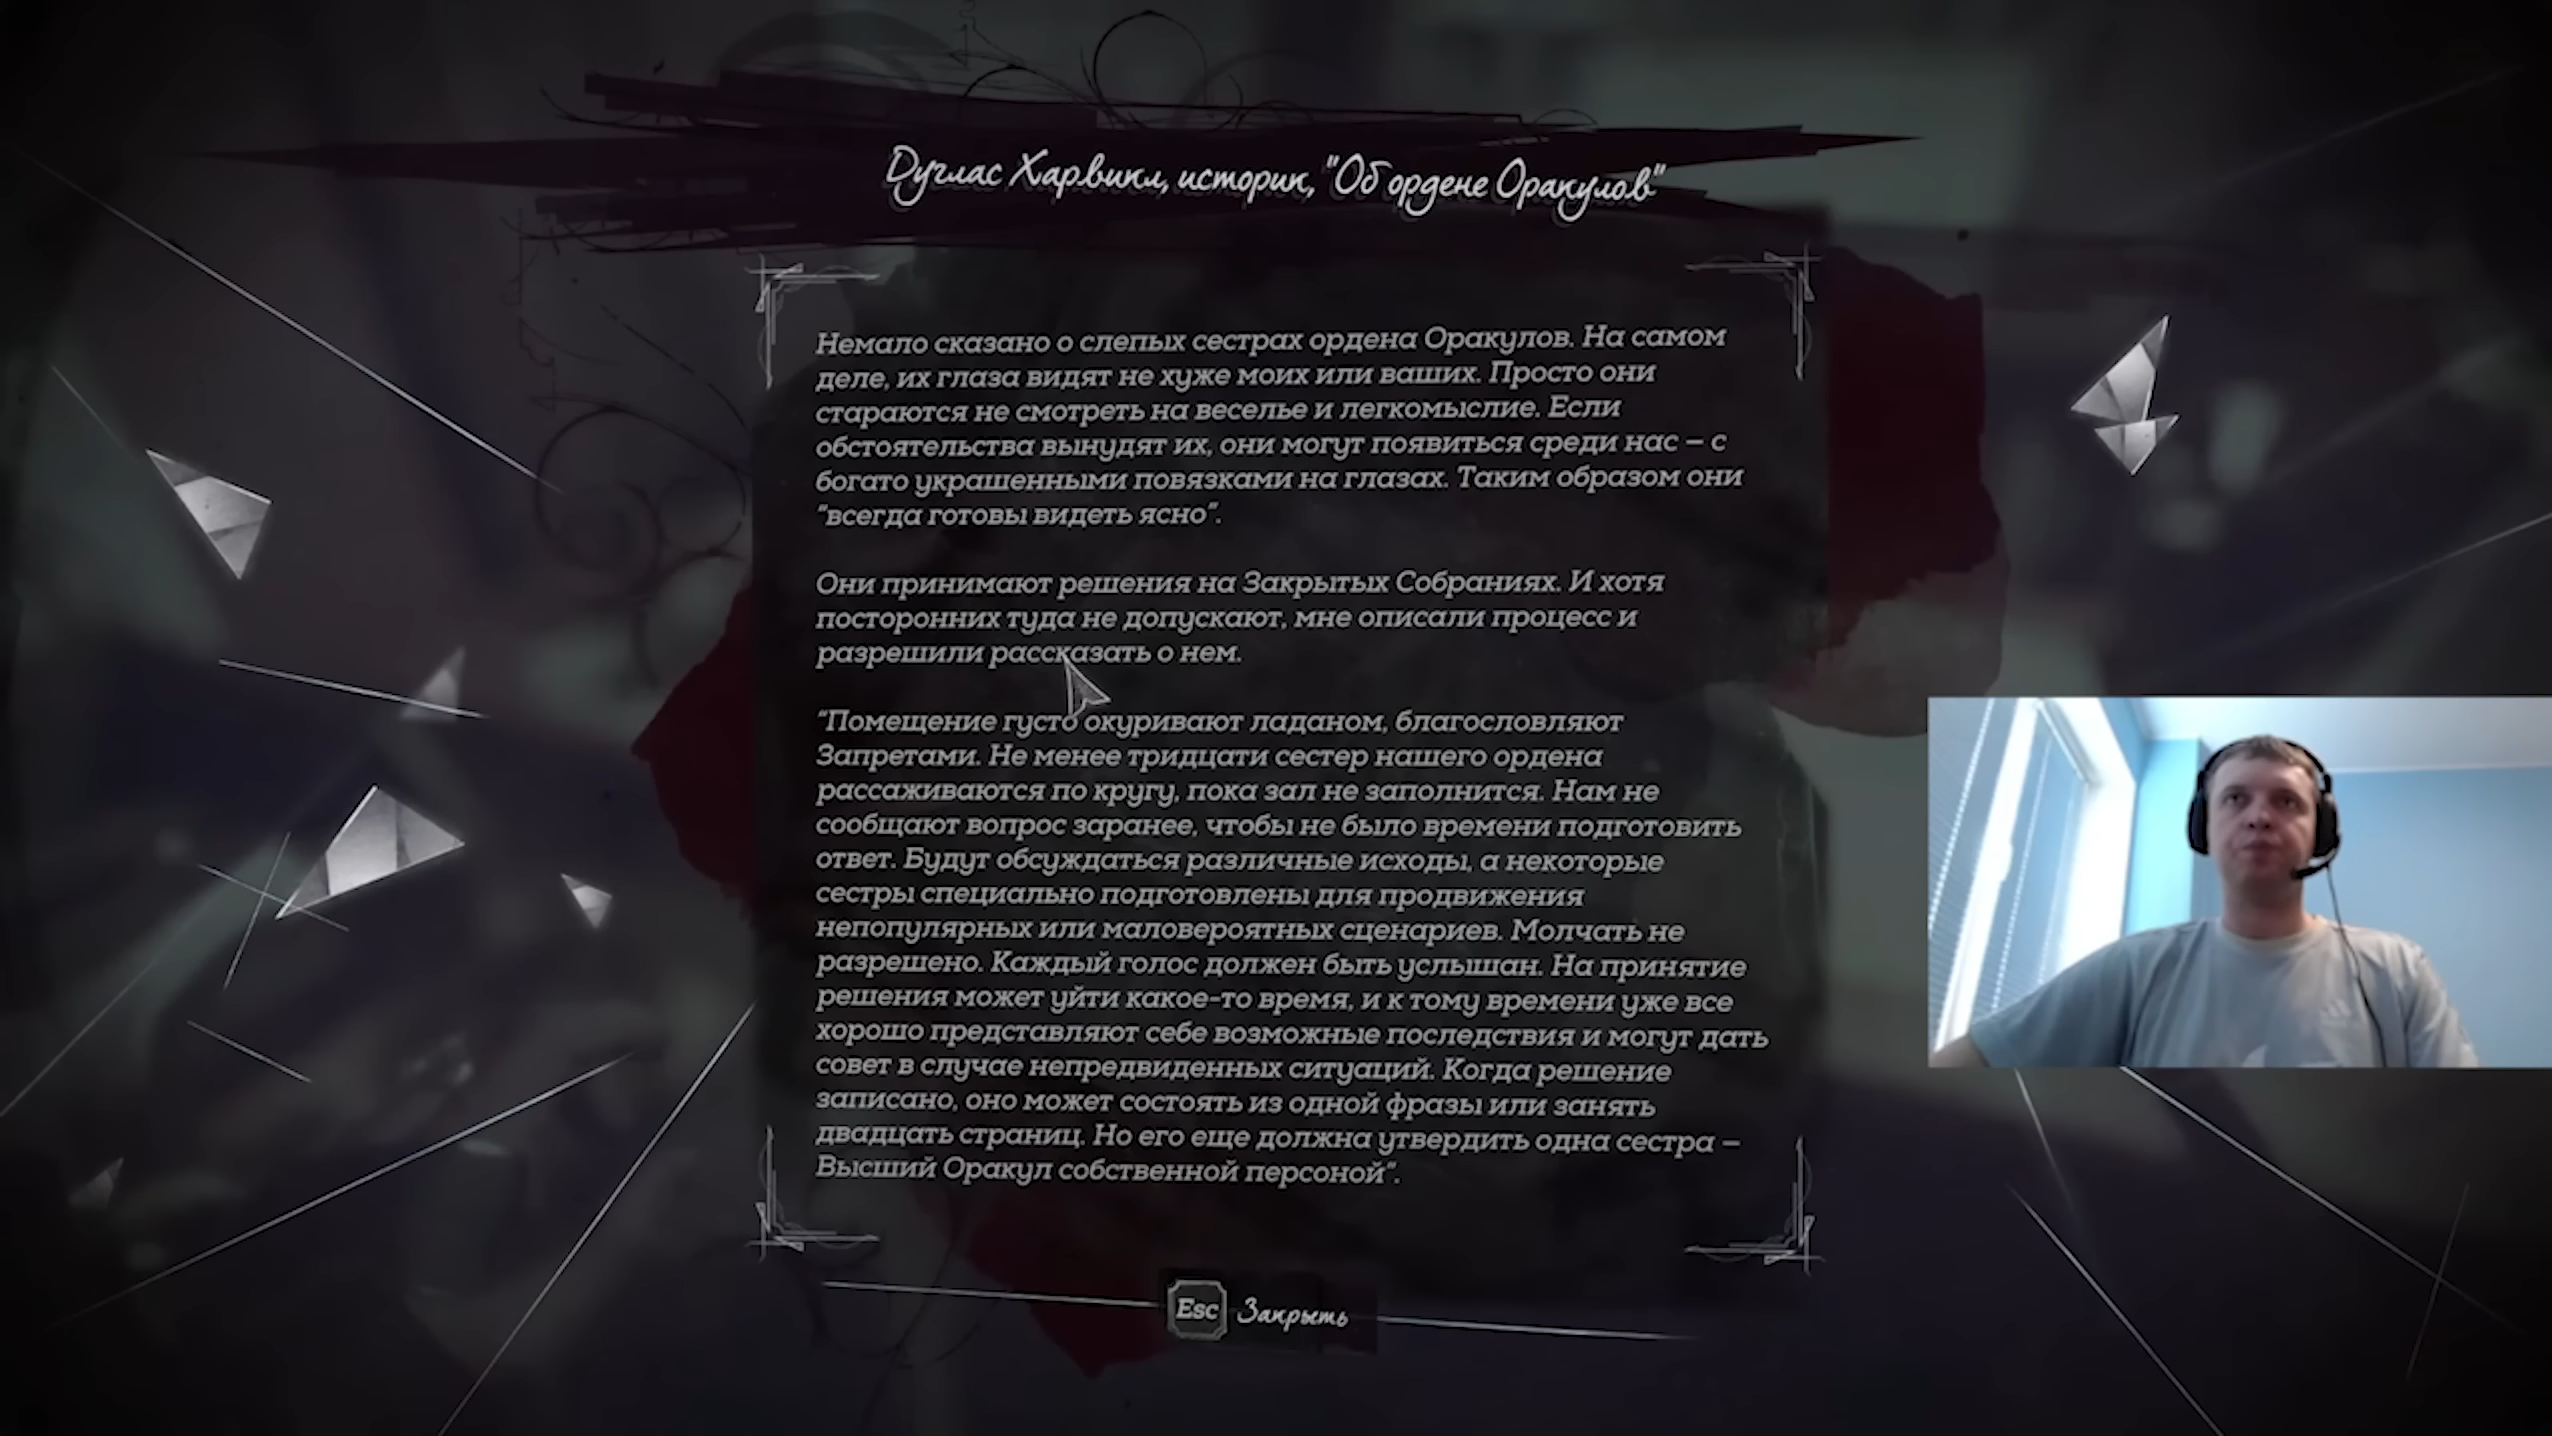 Дуглас Харвикл, историк, "Об ордене Оракулов"
Немало сказано о слепых сестрах ордена Оракулов. На самом
деле, их глаза видят не хуже моих или ваших. Просто они
стараются не смотреть на веселье и легкомыслие. Если
обстоятельства вынудят их, они могут появиться среди нас – с
богато украшенными повязками на глазах. Таким образом они
"всегда готовы видеть ясно".
Они принимают решения на Закрытых Собраниях. И хотя
посторонних туда не допускают, мне описали процесс и
разрешили рассказать о нем.
"Помещение густо окуривают ладаном, благословляют
Запретами. Не менее тридцати сестер нашего ордена
рассаживаются по кругу, пока зал не заполнится. Нам не
сообщают вопрос заранее, чтобы не было времени подготовить
ответ. Будут обсуждаться различные исходы, а некоторые
сестры специально подготовлены для продвижения
непопулярных или маловероятных сценариев. Молчать не
разрешено. Каждый голос должен быть услышан. На принятие
решения может уйти какое-то время, и к тому времени уже все
хорошо представляют себе возможные последствия и могут дать
совет в случае непредвиденных ситуаций. Когда решение
записано, оно может состоять из одной фразы или занять
двадцать страниц. Но его еще должна утвердить одна сестра –
Высший Оракул собственной персоной".
Esc Закрыть